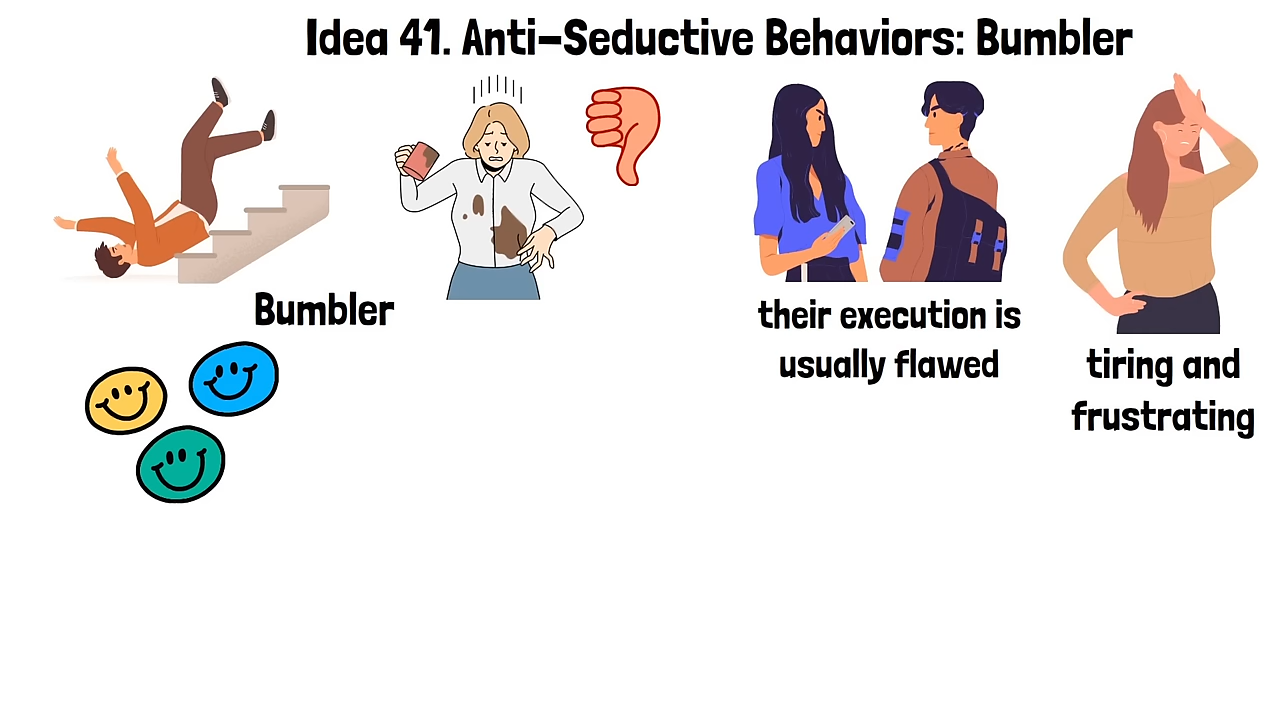 Idea 41. Anti-Seductive Behaviors: Bumbler
Bumbler
their execution is
usually flawed
tiring and
frustrating